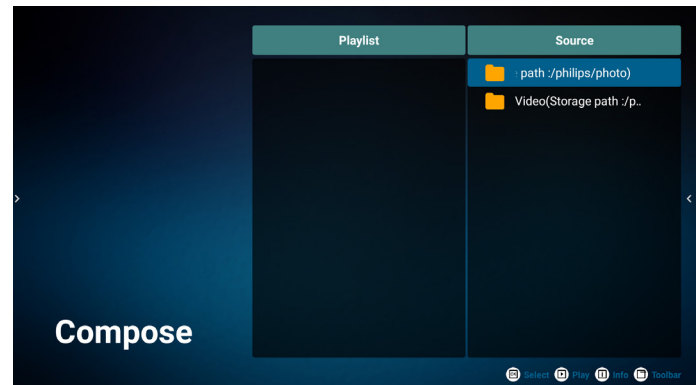 Playlist
Source
path :/philips/photo)
Video(Storage path :/p..
Compose
Select Play Info Toolbar